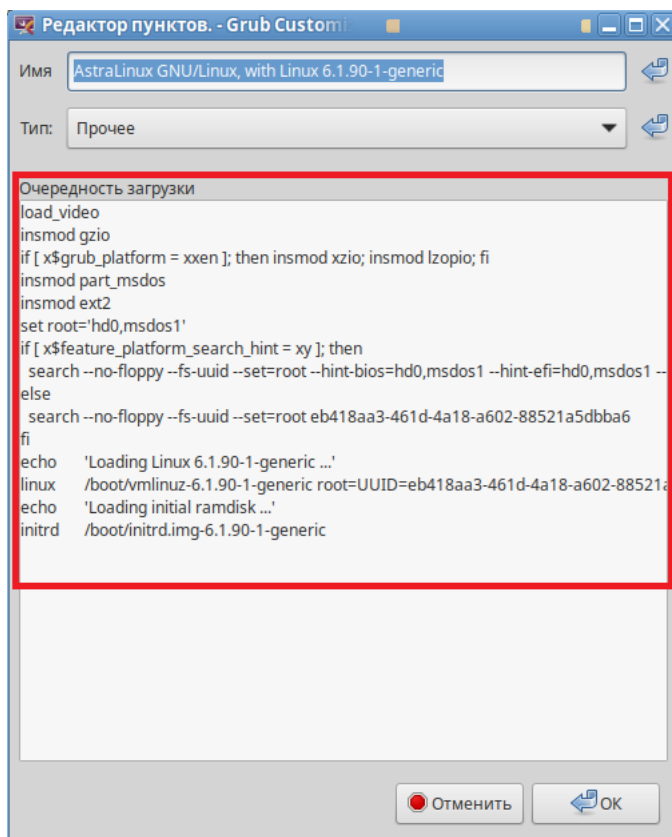 Редактор пунктов. - Grub Customi
Имя
AstraLinux GNU/Linux, with Linux 6.1.90-1-generic
Тип:
Прочее
Очередность загрузки
load_video
insmod gzio
if [ x$grub_platform = xxen ]; then insmod xzio; insmod lzopio; fi
insmod part_msdos
insmod ext2
set root='hd0,msdos1'
if [ x$feature_platform_search_hint = xy ]; then
  search --no-floppy --fs-uuid --set=root --hint-bios=hd0,msdos1 --hint-efi=hd0,msdos1 --
else
  search --no-floppy --fs-uuid --set=root eb418aa3-461d-4a18-a602-88521a5dbba6
fi
echo	'Loading Linux 6.1.90-1-generic ...'
linux	/boot/vmlinuz-6.1.90-1-generic root=UUID=eb418aa3-461d-4a18-a602-88521a
echo	'Loading initial ramdisk ...'
initrd	/boot/initrd.img-6.1.90-1-generic
Отменить
ОК